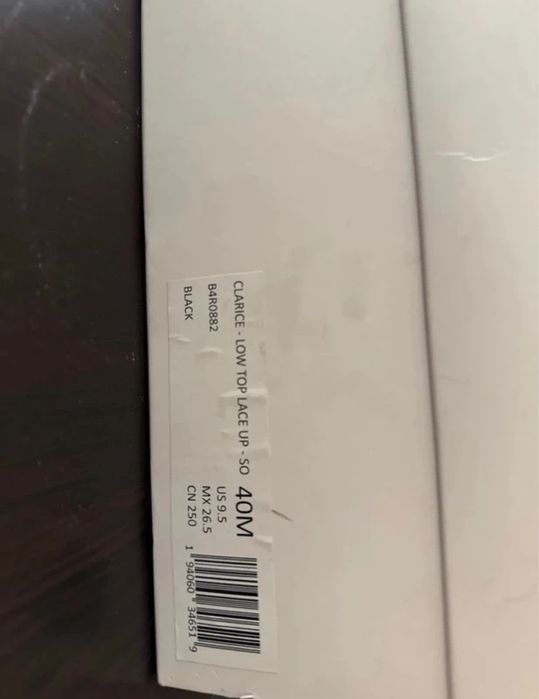 CLARICE - LOW TOP LACE UP - SO
B4R0882
BLACK
40M
US 9.5
MX 26.5
CN 250
1 94060 34651 9